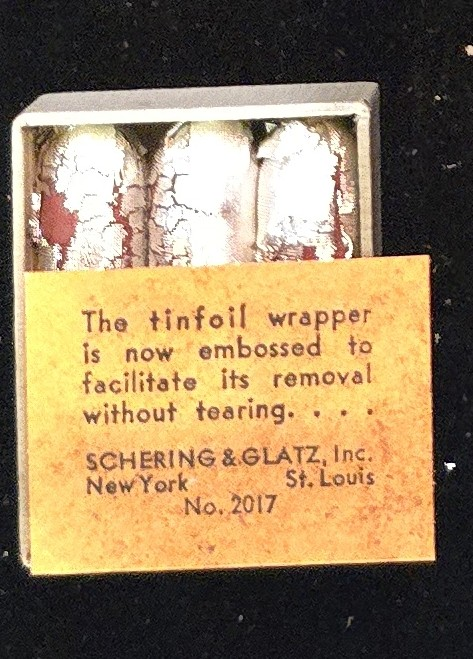 The tinfoil wrapper
is now embossed to
facilitate its removal
without tearing. . . .
SCHERING & GLATZ, Inc.
New York St. Louis
No. 2017